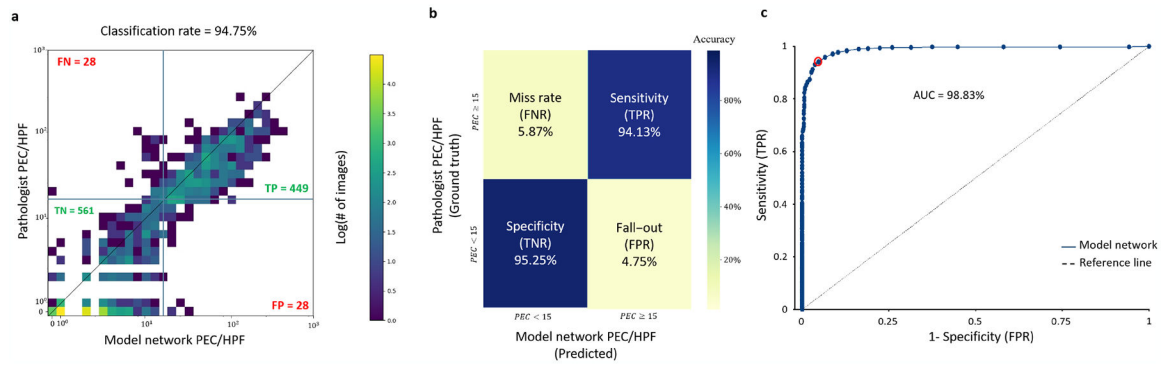 a
Classification rate = 94.75%
10³
10²
10¹
10⁰
0
Pathologist PEC/HPF
FN = 28
TP = 449
TN = 561
FP = 28
0 10⁰ 10¹ 10² 10³
Model network PEC/HPF
Log(# of images)
4.0
3.5
3.0
2.5
2.0
1.5
1.0
0.5
0.0
b
Accuracy
Pathologist PEC/HPF
(Ground truth)
PEC ≥ 15
PEC < 15
Miss rate
(FNR)
5.87%
Sensitivity
(TPR)
94.13%
Specificity
(TNR)
95.25%
Fall−out
(FPR)
4.75%
80%
60%
40%
20%
PEC < 15 PEC ≥ 15
Model network PEC/HPF
(Predicted)
c
Sensitivity (TPR)
1
0.8
0.6
0.4
0.2
0
AUC = 98.83%
Model network
Reference line
0 0.25 0.5 0.75 1
1- Specificity (FPR)